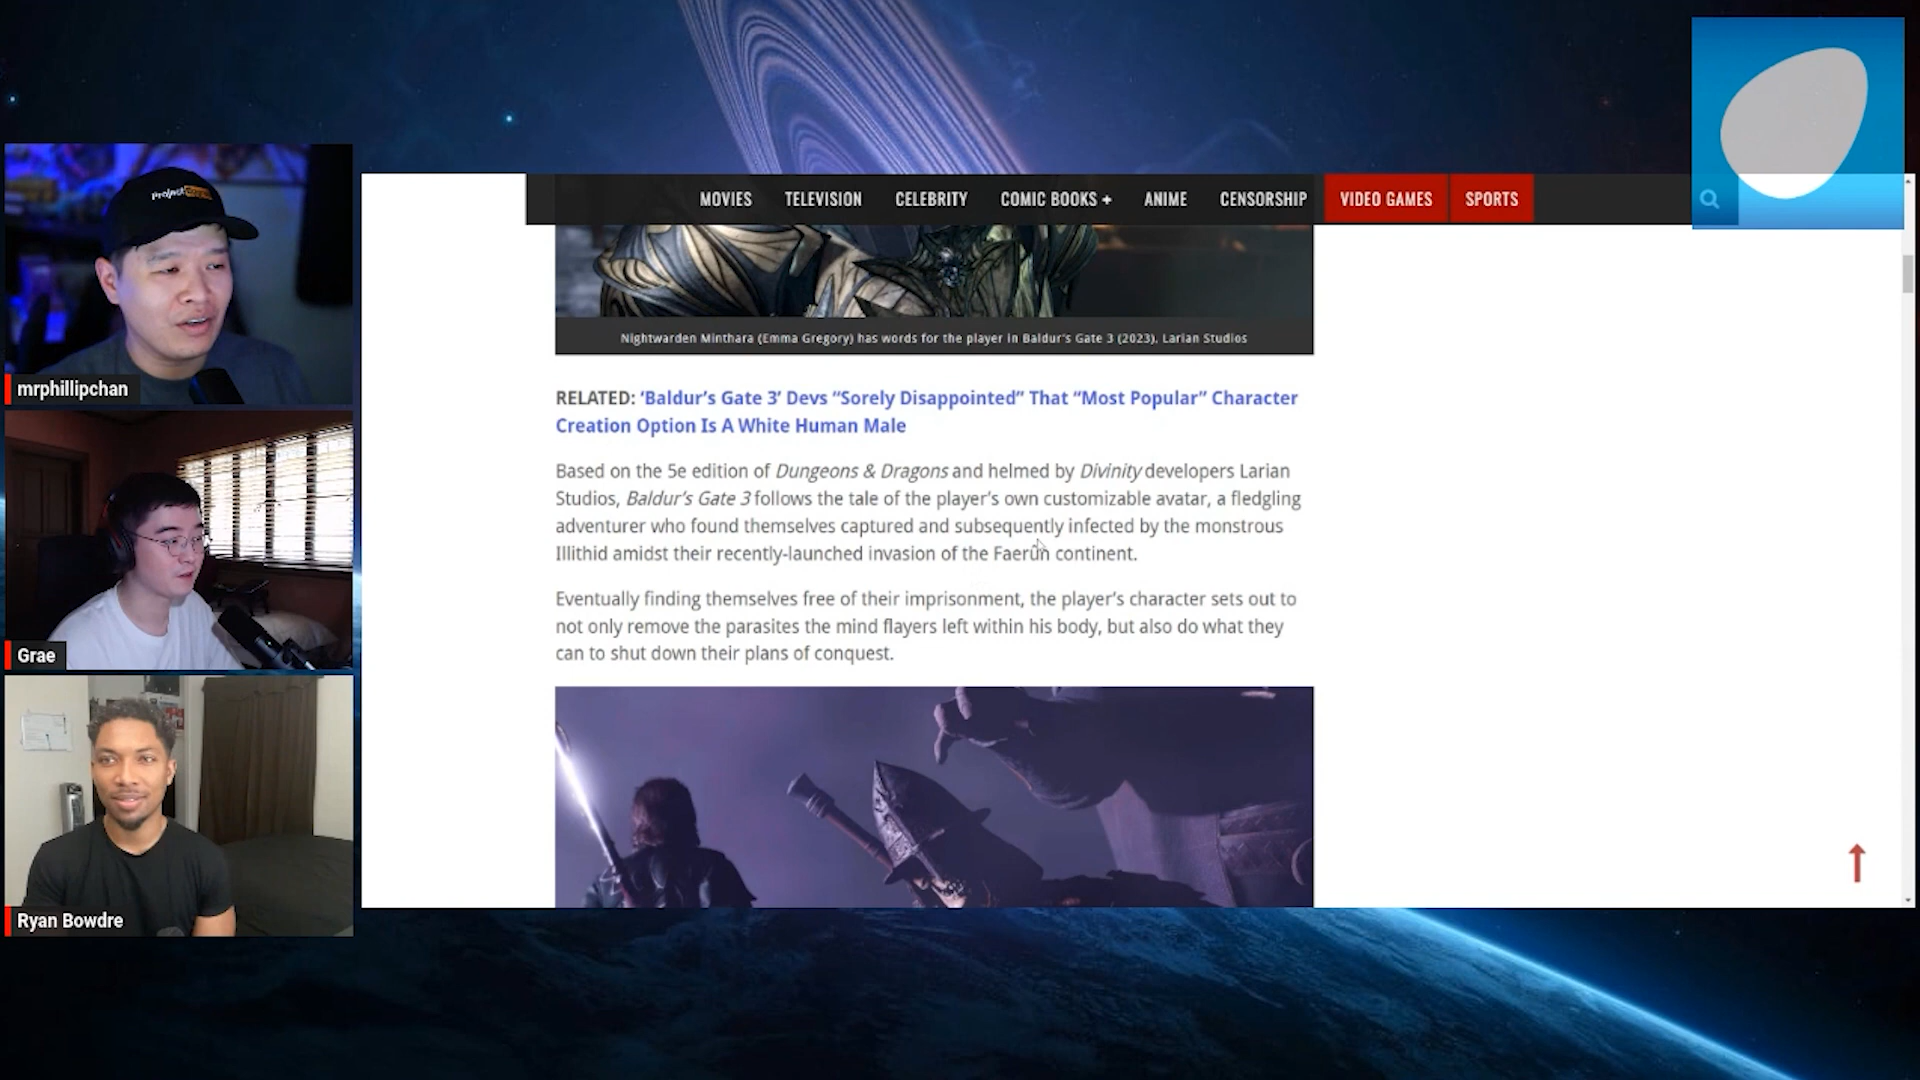 MOVIES TELEVISION CELEBRITY COMIC BOOKS + ANIME CENSORSHIP VIDEO GAMES SPORTS
Nightwarden Minthara (Emma Gregory) has words for the player in Baldur's Gate 3 (2023), Larian Studios
RELATED: ‘Baldur’s Gate 3’ Devs “Sorely Disappointed” That “Most Popular” Character
Creation Option Is A White Human Male
Based on the 5e edition of Dungeons & Dragons and helmed by Divinity developers Larian
Studios, Baldur’s Gate 3 follows the tale of the player’s own customizable avatar, a fledgling
adventurer who found themselves captured and subsequently infected by the monstrous
Illithid amidst their recently-launched invasion of the Faerûn continent.
Eventually finding themselves free of their imprisonment, the player’s character sets out to
not only remove the parasites the mind flayers left within his body, but also do what they
can to shut down their plans of conquest.
Project
mrphillipchan
Grae
Ryan Bowdre